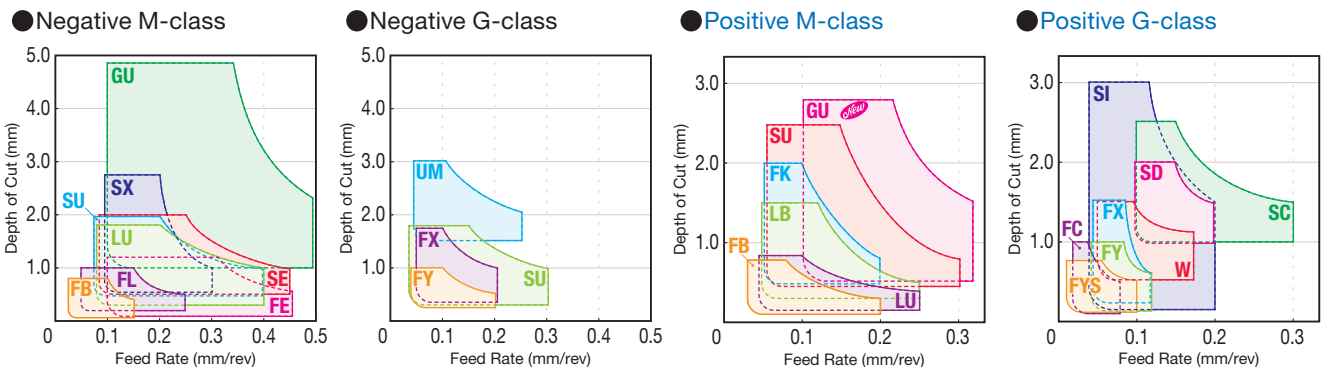 ●Negative M-class
5.0
4.0
3.0
2.0
1.0
0
0.1
0.2
0.3
0.4
0.5
Depth of Cut (mm)
Feed Rate (mm/rev)
GU
SX
SU
LU
FL
FB
SE
FE
●Negative G-class
5.0
4.0
3.0
2.0
1.0
0
0.1
0.2
0.3
0.5
Depth of Cut (mm)
Feed Rate (mm/rev)
UM
FX
FY
SU
●Positive M-class
3.0
2.0
1.0
0
0.1
0.2
0.3
Depth of Cut (mm)
Feed Rate (mm/rev)
GU New
SU
FK
LB
FB
LU
●Positive G-class
3.0
2.0
1.0
0
0.1
0.2
0.3
Depth of Cut (mm)
Feed Rate (mm/rev)
SI
SD
SC
FX
FC
FY
W
FYS